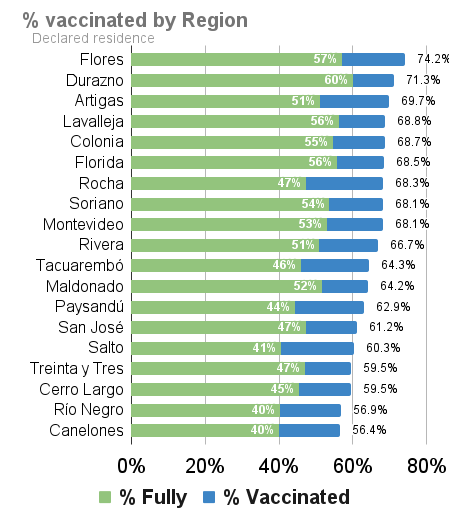 % vaccinated by Region
Declared residence
Flores 57% 74.2%
Durazno 60% 71.3%
Artigas 51% 69.7%
Lavalleja 56% 68.8%
Colonia 55% 68.7%
Florida 56% 68.5%
Rocha 47% 68.3%
Soriano 54% 68.1%
Montevideo 53% 68.1%
Rivera 51% 66.7%
Tacuarembó 46% 64.3%
Maldonado 52% 64.2%
Paysandú 44% 62.9%
San José 47% 61.2%
Salto 41% 60.3%
Treinta y Tres 47% 59.5%
Cerro Largo 45% 59.5%
Río Negro 40% 56.9%
Canelones 40% 56.4%
0% 20% 40% 60% 80%
% Fully % Vaccinated